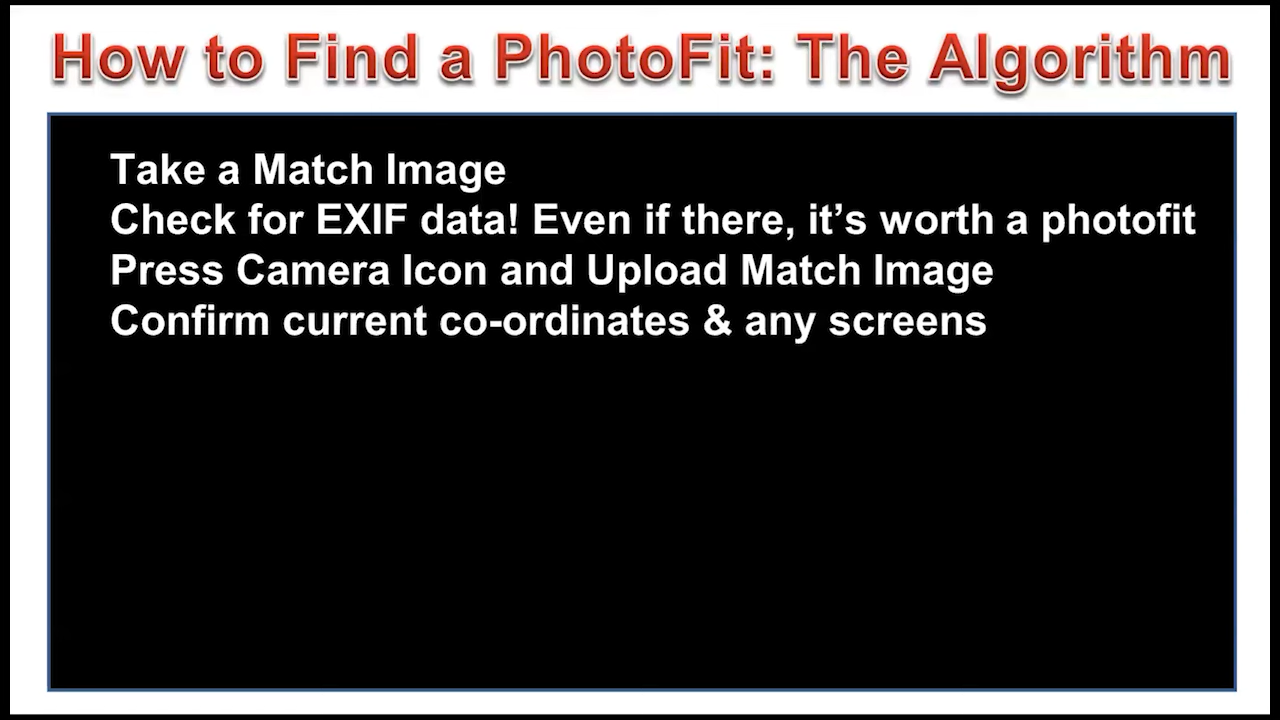 How to Find a PhotoFit: The Algorithm
Take a Match Image
Check for EXIF data! Even if there, it’s worth a photofit
Press Camera Icon and Upload Match Image
Confirm current co-ordinates & any screens